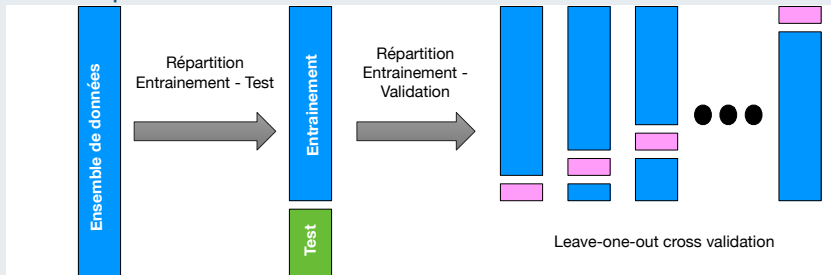 Ensemble de données
Répartition
Entrainement - Test
Entrainement
Test
Répartition
Entrainement -
Validation
Leave-one-out cross validation